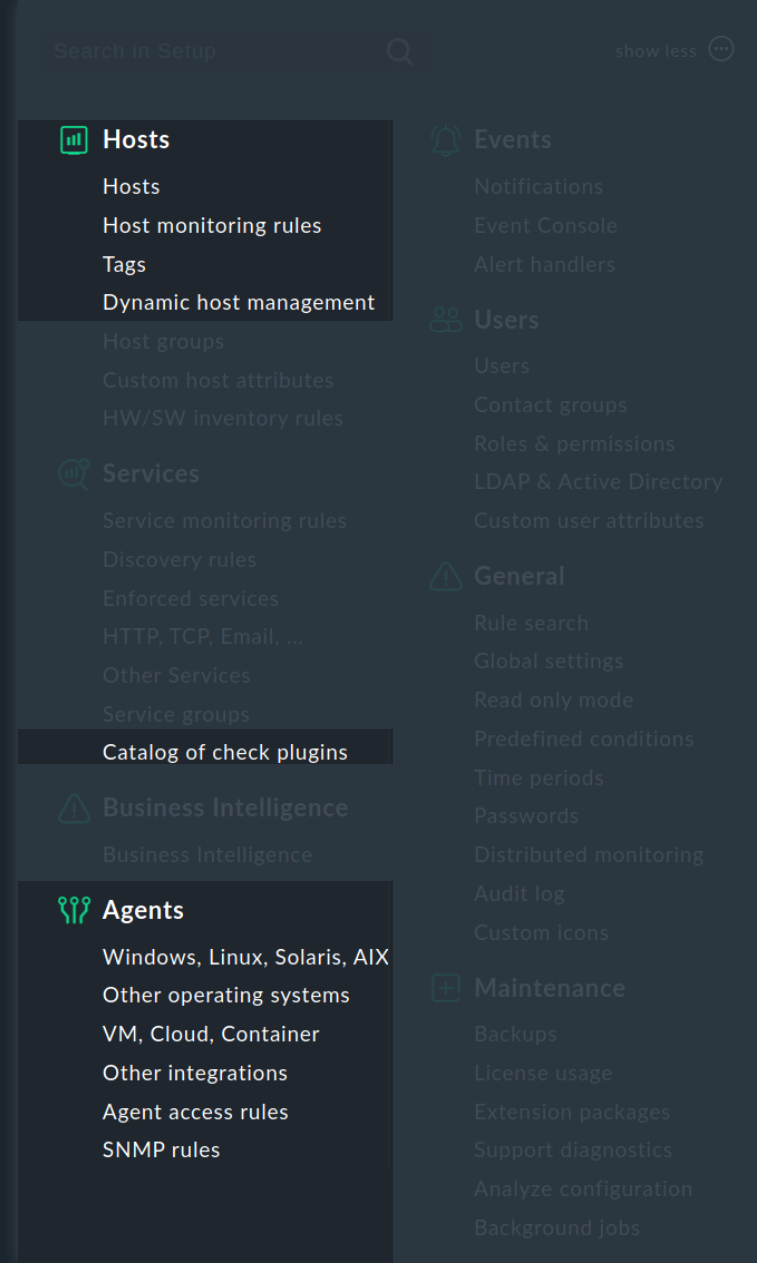 Search in Setup
show less
Hosts
Hosts
Host monitoring rules
Tags
Dynamic host management
Host groups
Custom host attributes
HW/SW inventory rules
Services
Service monitoring rules
Discovery rules
Enforced services
HTTP, TCP, Email, ...
Other Services
Service groups
Catalog of check plugins
Business Intelligence
Business Intelligence
Agents
Windows, Linux, Solaris, AIX
Other operating systems
VM, Cloud, Container
Other integrations
Agent access rules
SNMP rules
Events
Notifications
Event Console
Alert handlers
Users
Users
Contact groups
Roles & permissions
LDAP & Active Directory
Custom user attributes
General
Rule search
Global settings
Read only mode
Predefined conditions
Time periods
Passwords
Distributed monitoring
Audit log
Custom icons
Maintenance
Backups
License usage
Extension packages
Support diagnostics
Analyze configuration
Background jobs